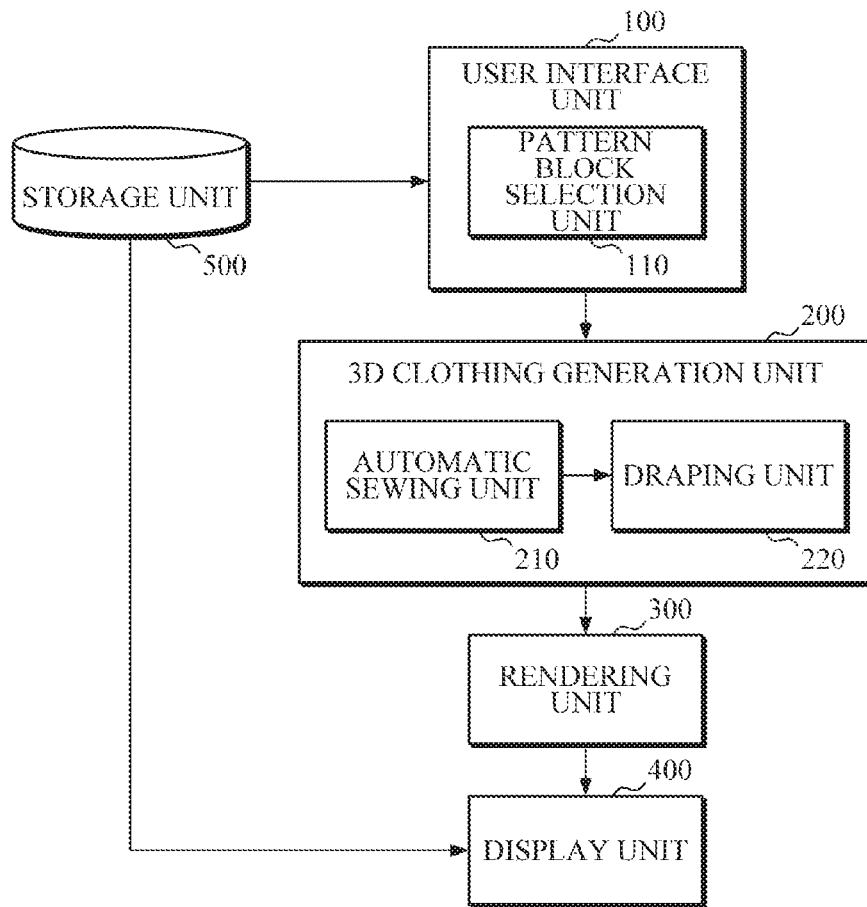 100
USER INTERFACE
UNIT
PATTERN
BLOCK
SELECTION
UNIT
110
STORAGE UNIT
500
200
3D CLOTHING GENERATION UNIT
AUTOMATIC
SEWING UNIT
210
DRAPING UNIT
220
300
RENDERING
UNIT
400
DISPLAY UNIT